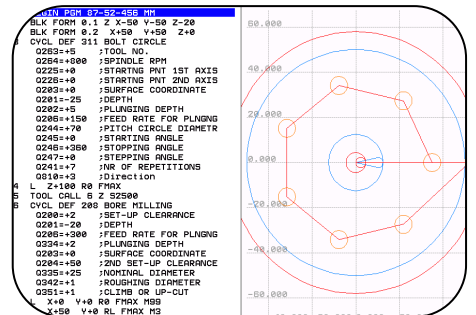 BEGIN PGM 87-52-456 MM
BLK FORM 0.1 Z X-50 Y-50 Z-20
BLK FORM 0.2 X+50 Y+50 Z+0
3 CYCL DEF 311 BOLT CIRCLE
Q263=+5 ;TOOL NO.
Q264=+800 ;SPINDLE RPM
Q225=+0 ;STARTNG PNT 1ST AXIS
Q226=+0 ;STARTNG PNT 2ND AXIS
Q203=+0 ;SURFACE COORDINATE
Q201=-25 ;DEPTH
Q202=+5 ;PLUNGING DEPTH
Q206=+150 ;FEED RATE FOR PLNGNG
Q244=+70 ;PITCH CIRCLE DIAMETR
Q245=+0 ;STARTING ANGLE
Q246=+360 ;STOPPING ANGLE
Q247=+0 ;STEPPING ANGLE
Q241=+7 ;NR OF REPETITIONS
Q810=+3 ;Direction
4 L Z+100 R0 FMAX
5 TOOL CALL 6 Z S2500
6 CYCL DEF 208 BORE MILLING
Q200=+2 ;SET-UP CLEARANCE
Q201=-20 ;DEPTH
Q206=+300 ;FEED RATE FOR PLNGNG
Q334=+2 ;PLUNGING DEPTH
Q203=+0 ;SURFACE COORDINATE
Q204=+50 ;2ND SET-UP CLEARANCE
Q335=+25 ;NOMINAL DIAMETER
Q342=+1 ;ROUGHING DIAMETER
Q351=+1 ;CLIMB OR UP-CUT
L X+0 Y+0 R0 FMAX M99
X+50 Y+0 RL FMAX M3
60.000
40.000
20.000
0.000
-20.000
-40.000
-60.000